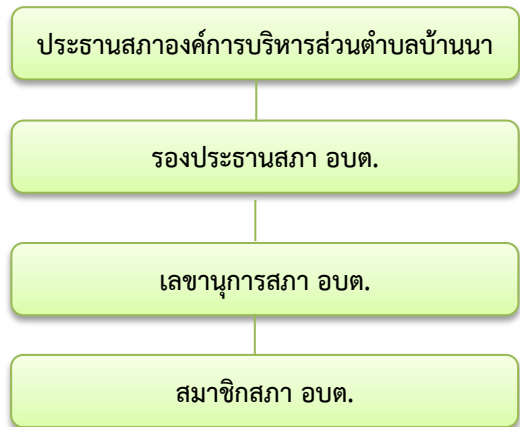 ประธานสภาองค์การบริหารส่วนตำบลบ้านนา
รองประธานสภา อบต.
เลขานุการสภา อบต.
สมาชิกสภา อบต.